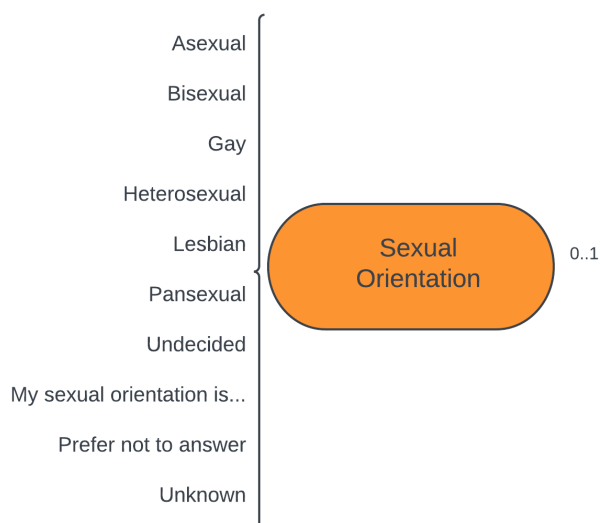 Asexual
Bisexual
Gay
Heterosexual
Lesbian
Pansexual
Undecided
My sexual orientation is...
Prefer not to answer
Unknown
Sexual
Orientation
0..1